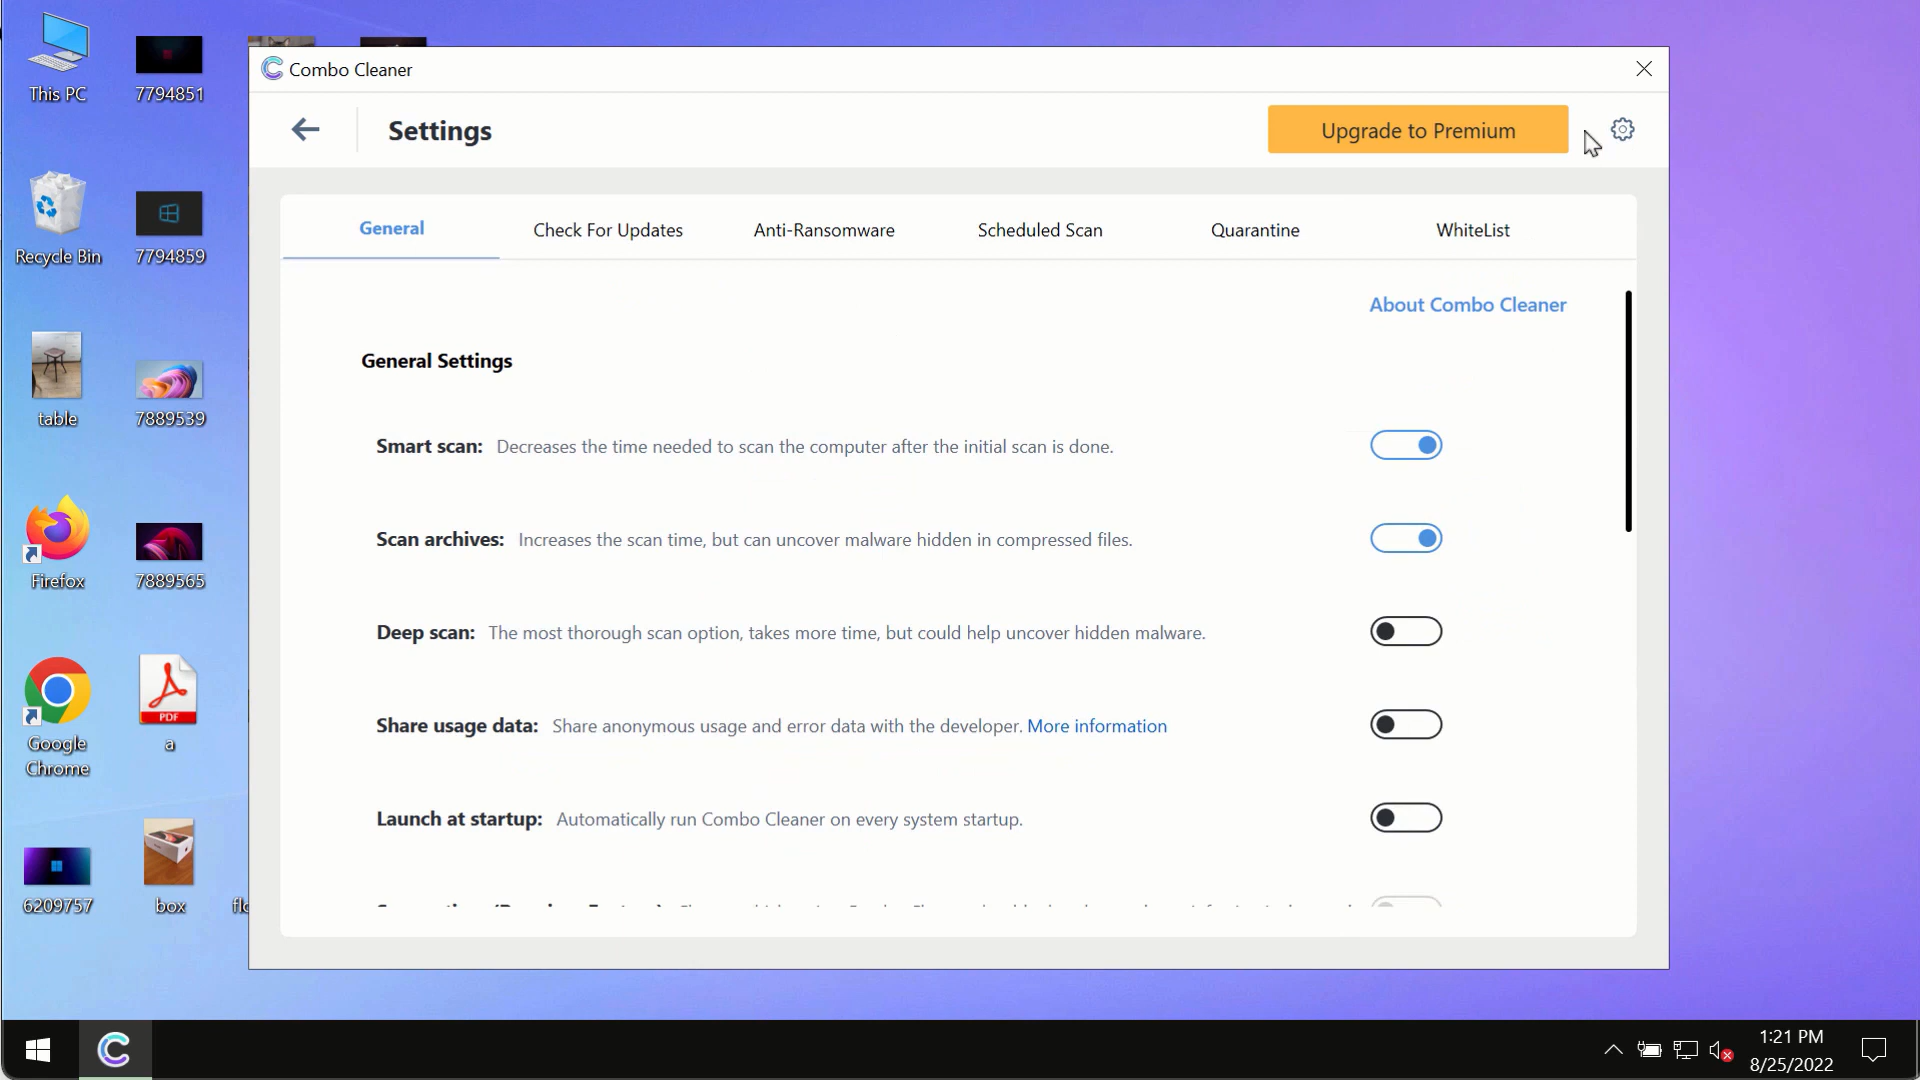 This PC
7794851
Recycle Bin
7794859
table
7889539
Firefox
7889565
Google
Chrome
a
PDF
6209757
box
Combo Cleaner
Settings
Upgrade to Premium
General
Check For Updates
Anti-Ransomware
Scheduled Scan
Quarantine
WhiteList
About Combo Cleaner
General Settings
Smart scan: Decreases the time needed to scan the computer after the initial scan is done.
Scan archives: Increases the scan time, but can uncover malware hidden in compressed files.
Deep scan: The most thorough scan option, takes more time, but could help uncover hidden malware.
Share usage data: Share anonymous usage and error data with the developer. More information
Launch at startup: Automatically run Combo Cleaner on every system startup.
1:21 PM
8/25/2022